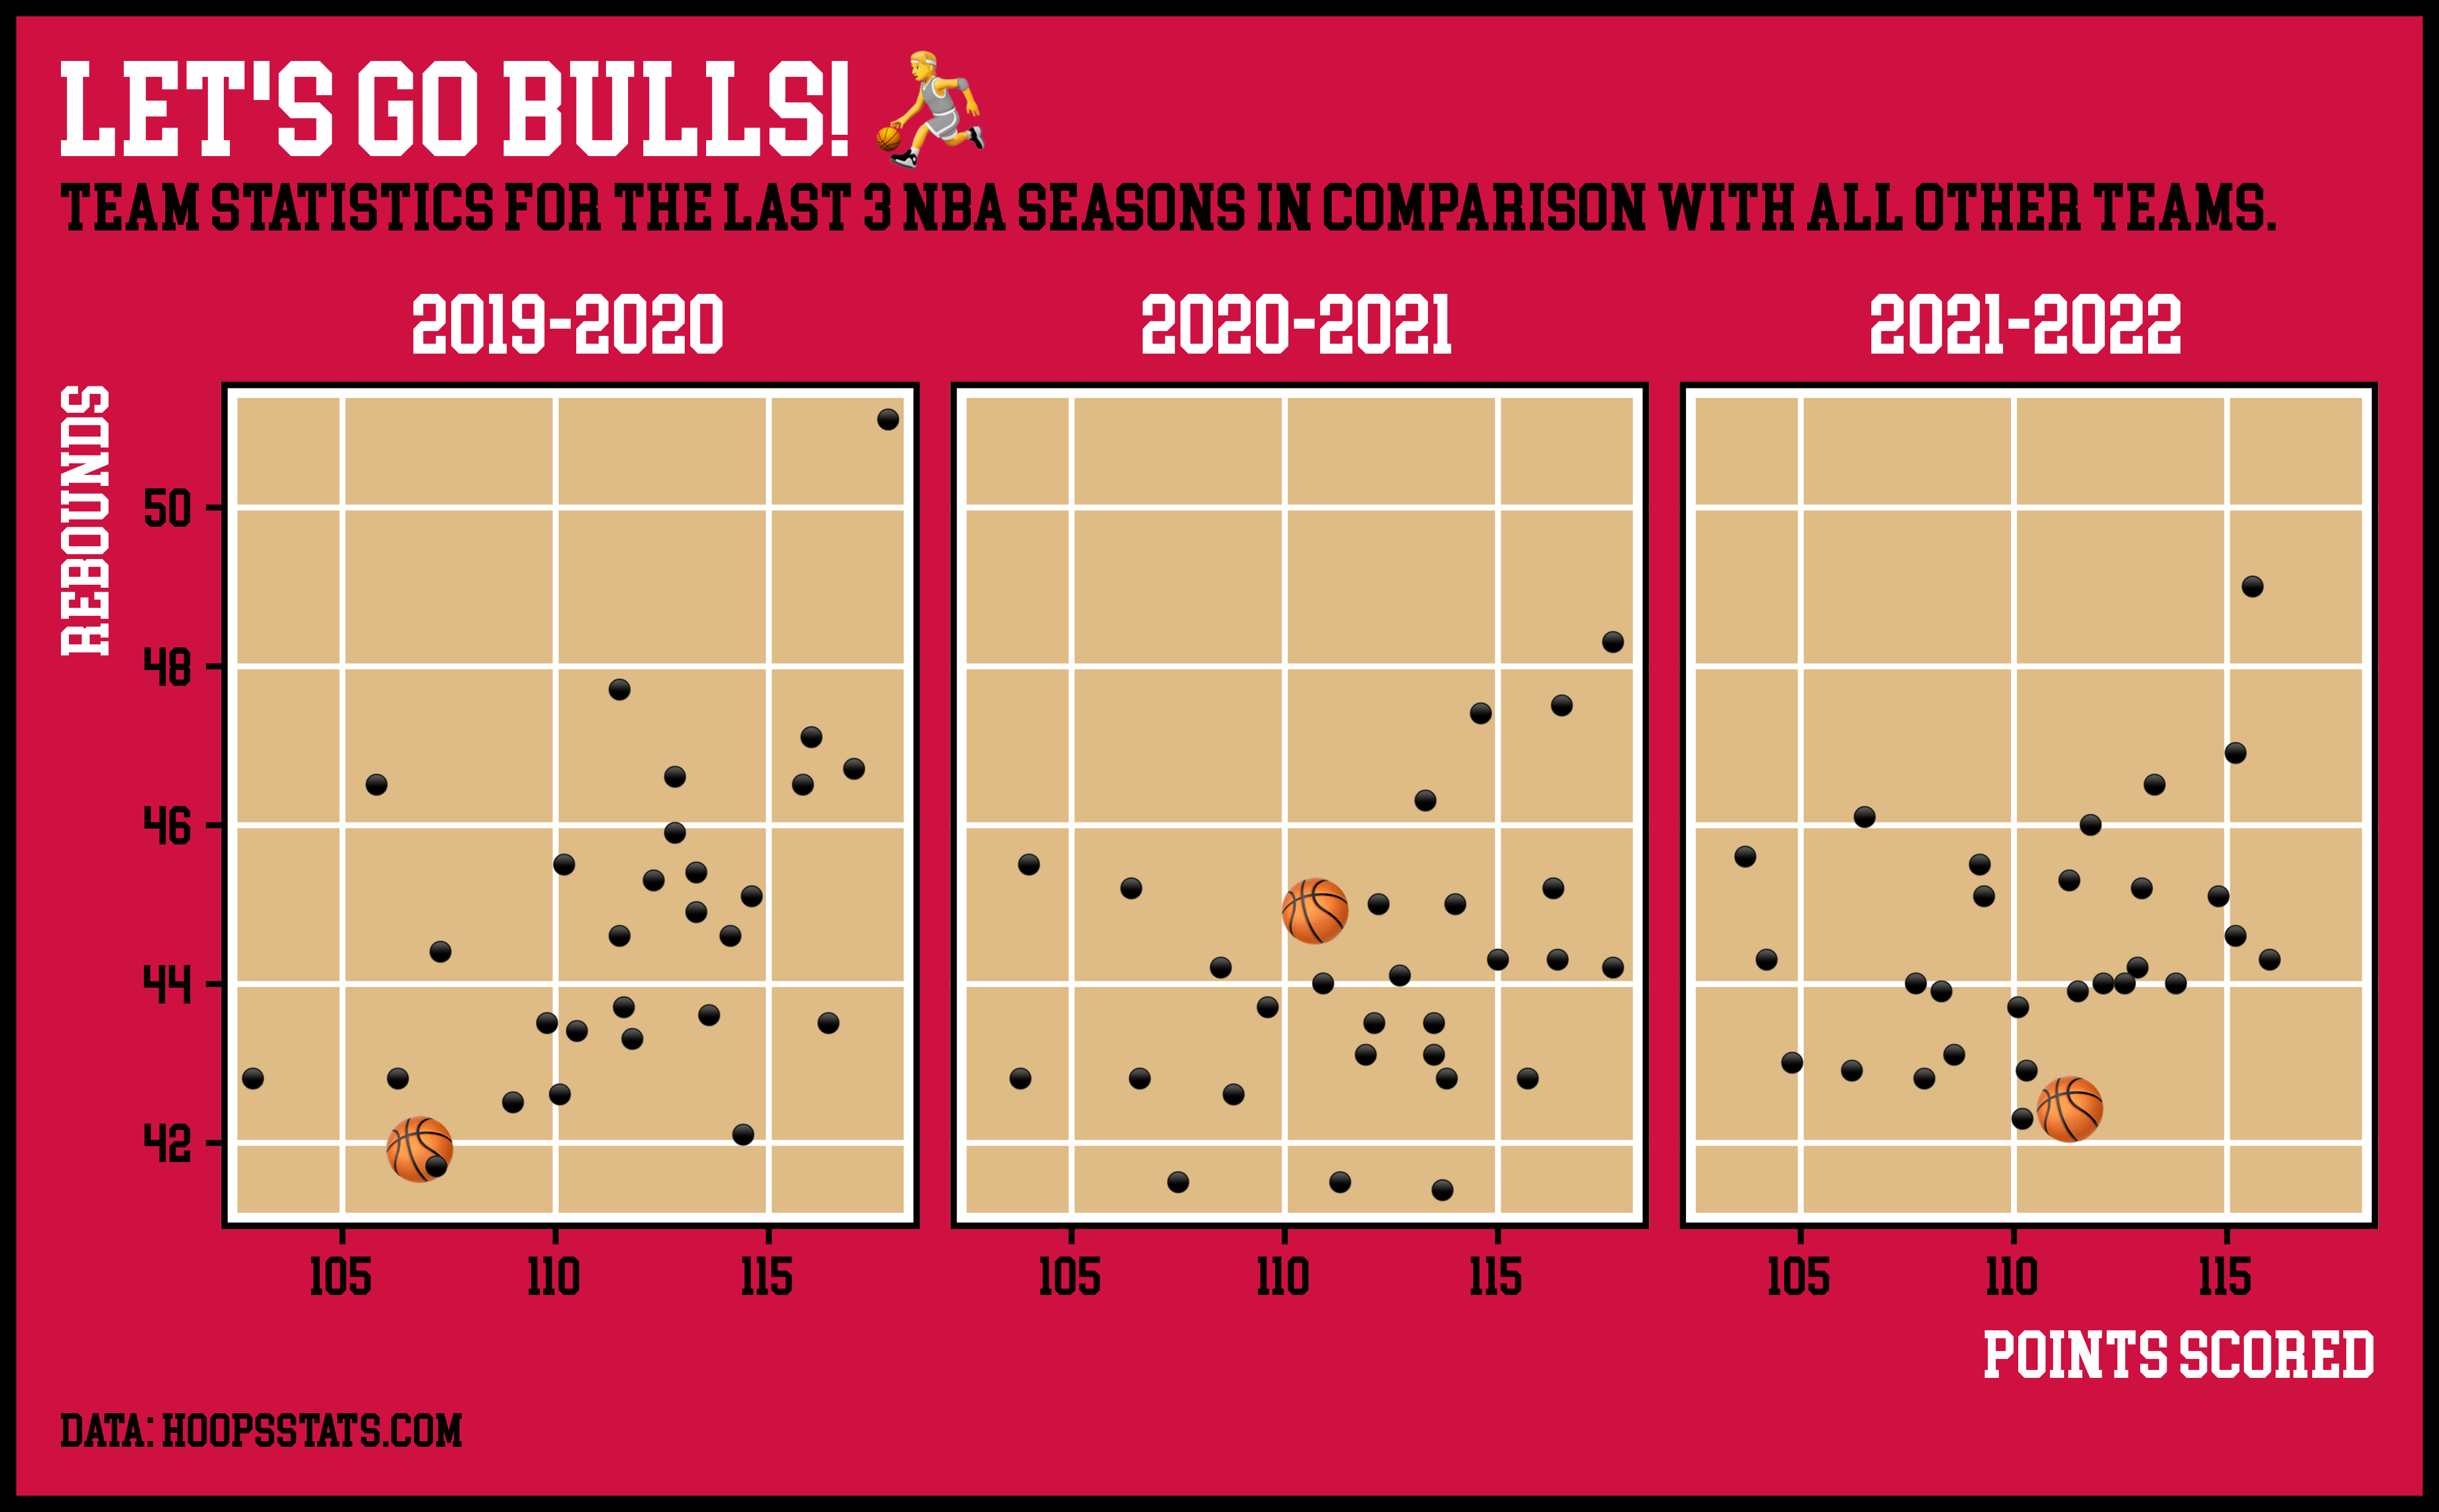 LET'S GO BULLS!
TEAM STATISTICS FOR THE LAST 3 NBA SEASONS IN COMPARISON WITH ALL OTHER TEAMS.
2019-2020
2020-2021
2021-2022
REBOUNDS
50
48
46
44
42
105 110 115
105 110 115
105 110 115
POINTS SCORED
DATA: HOOPSSTATS.COM